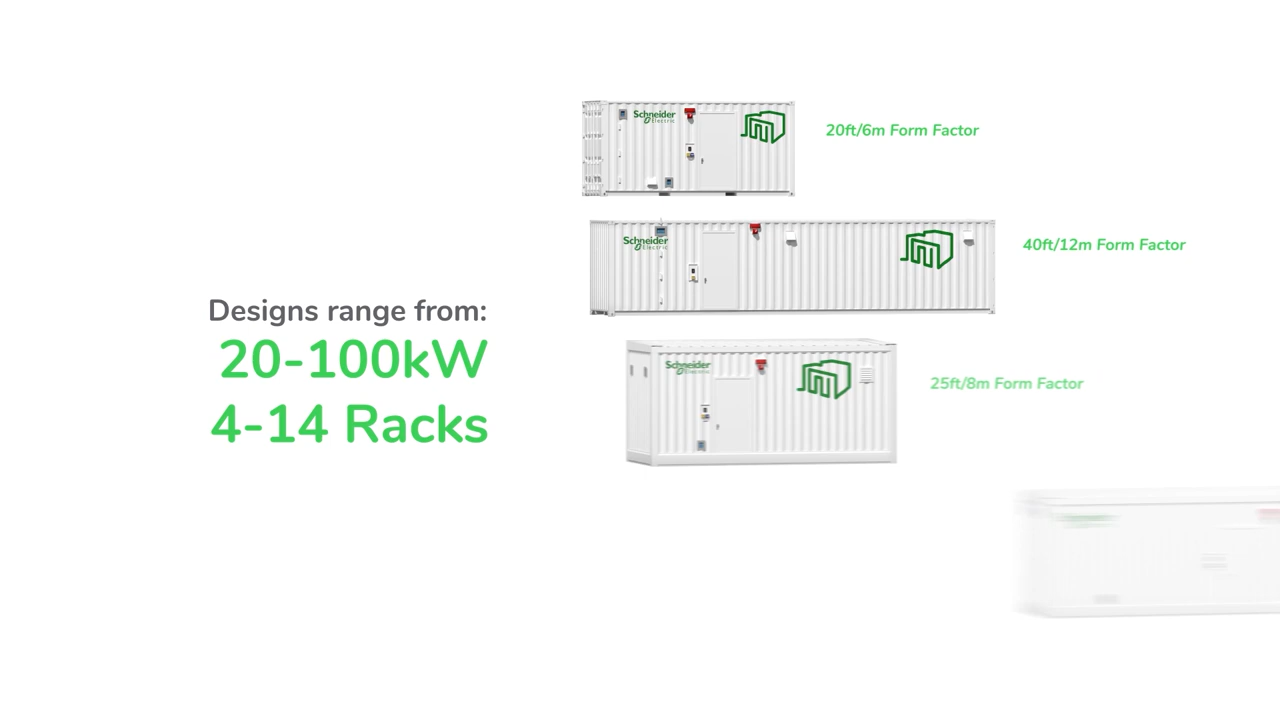 Schneider
Electric
20ft/6m Form Factor
Schneider
Electric
40ft/12m Form Factor
Designs range from:
20-100kW
4-14 Racks
Schneider
Electric
25ft/8m Form Factor